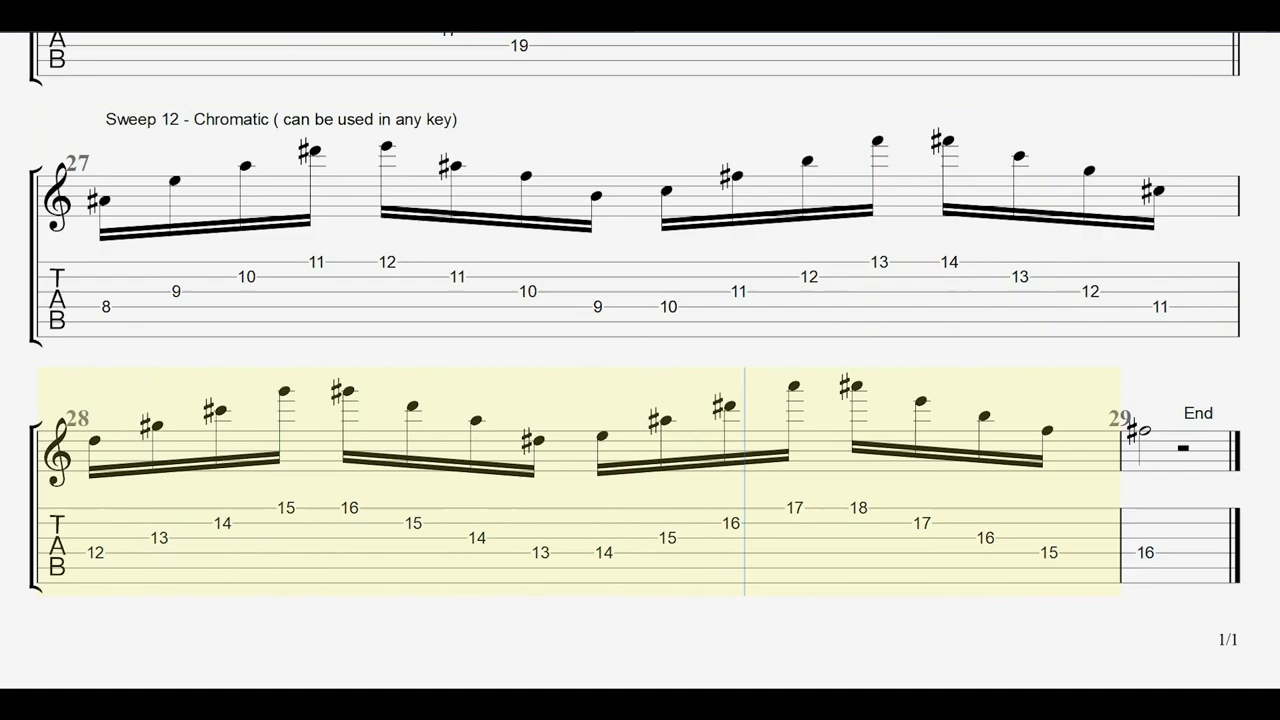 A
B
19
Sweep 12 - Chromatic ( can be used in any key)
27
T
A
B
8 9 10 11 12 11 10 9 10 11 12 13 14 13 12 11
28 29 End
T
A
B
12 13 14 15 16 15 14 13 14 15 16 17 18 17 16 15 16
1/1